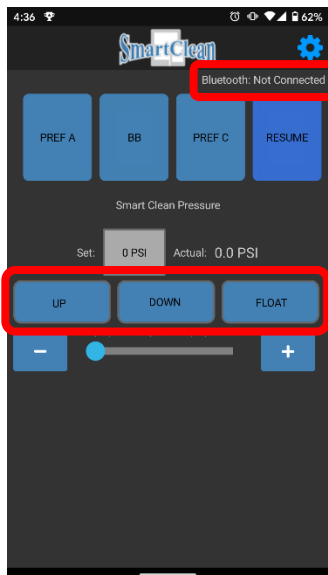 4:36 62%
SmartClean
Bluetooth: Not Connected
PREF A BB PREF C RESUME
Smart Clean Pressure
Set: 0 PSI Actual: 0.0 PSI
UP DOWN FLOAT
− +